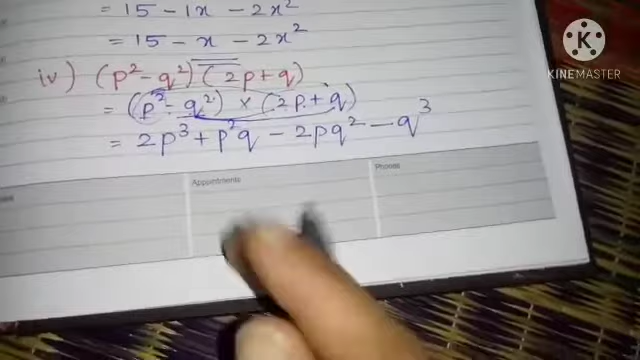 = 15 - 1x - 2x²
= 15 - x - 2x²
iv) (p² - q²) (2p + q)
= (p² - q²) × (2p + q)
= 2p³ + p²q - 2pq² - q³
Appointments
Phones
KINEMASTER